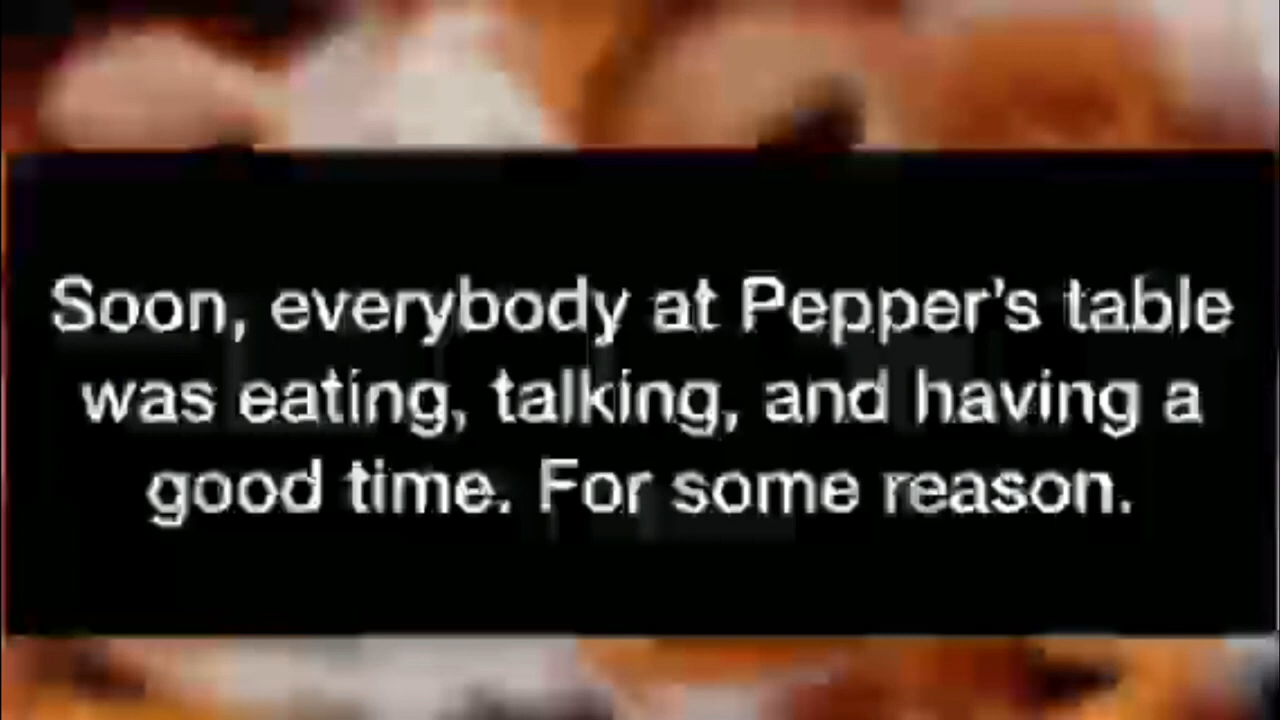 Soon, everybody at Pepper's table
was eating, talking, and having a
good time. For some reason.